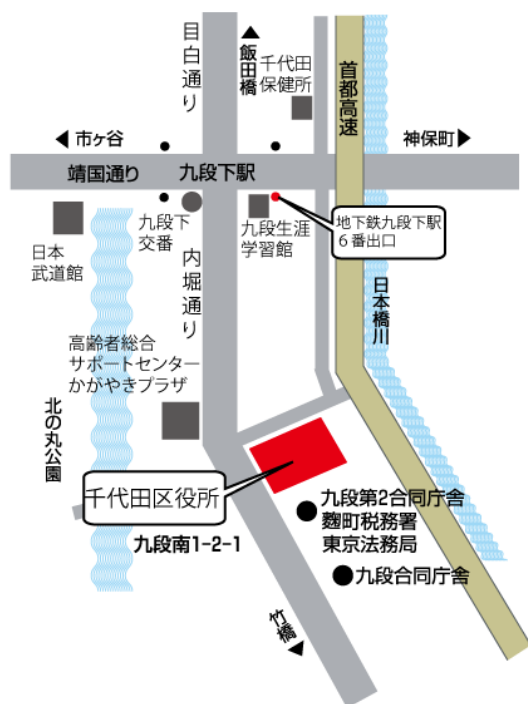 目白通り
▲飯田橋
千代田
保健所
首都高速
◀市ヶ谷
神保町▶
靖国通り
九段下駅
日本
武道館
九段下
交番
九段生涯
学習館
地下鉄九段下駅
６番出口
内堀通り
日本橋川
高齢者総合
サポートセンター
かがやきプラザ
北の丸公園
千代田区役所
九段南1-2-1
九段第2合同庁舎
麹町税務署
東京法務局
九段合同庁舎
竹橋▼